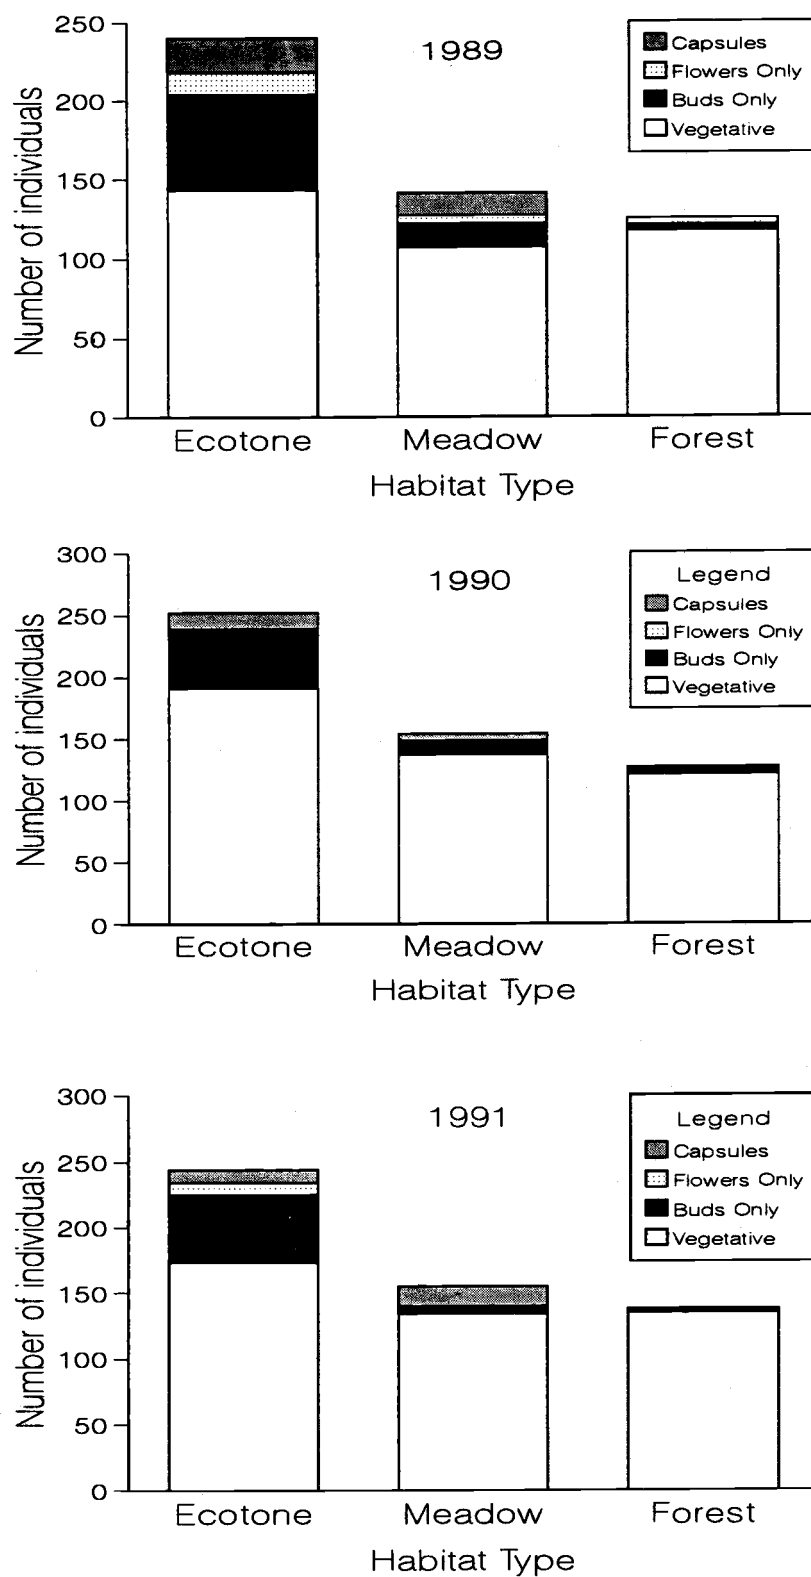 1989
Capsules
Flowers Only
Buds Only
Vegetative
Number of individuals
250
200
150
100
50
0
Ecotone Meadow Forest
Habitat Type
1990
Legend
Capsules
Flowers Only
Buds Only
Vegetative
Number of individuals
300
250
200
150
100
50
0
Ecotone Meadow Forest
Habitat Type
1991
Legend
Capsules
Flowers Only
Buds Only
Vegetative
Number of individuals
300
250
200
150
100
50
0
Ecotone Meadow Forest
Habitat Type